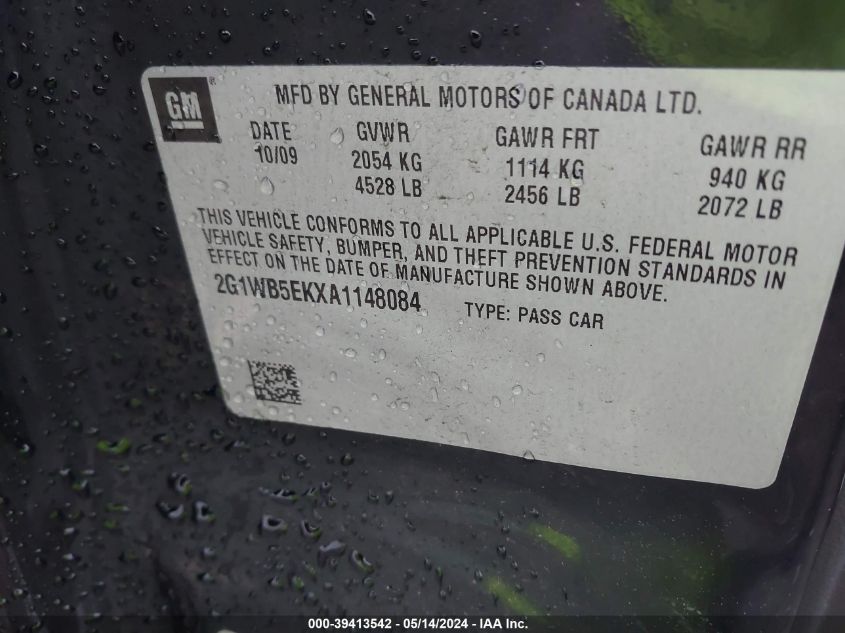 GM
MFD BY GENERAL MOTORS OF CANADA LTD.
DATE GVWR GAWR FRT GAWR RR
10/09 2054 KG 1114 KG 940 KG
4528 LB 2456 LB 2072 LB
THIS VEHICLE CONFORMS TO ALL APPLICABLE U.S. FEDERAL MOTOR
VEHICLE SAFETY, BUMPER, AND THEFT PREVENTION STANDARDS IN
EFFECT ON THE DATE OF MANUFACTURE SHOWN ABOVE.
2G1WB5EKXA1148084 TYPE: PASS CAR
000-39413542 / 05/14/2024 - IAA Inc.